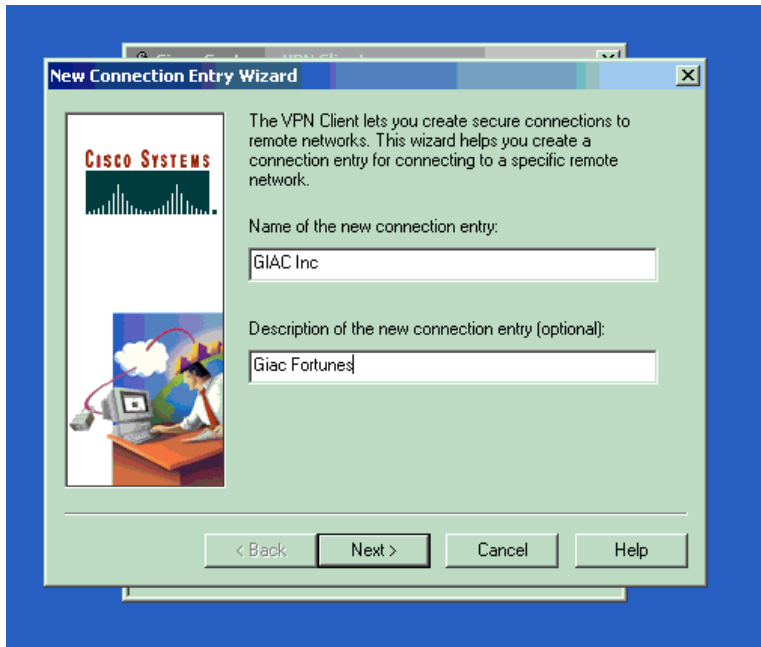 New Connection Entry Wizard
CISCO SYSTEMS
The VPN Client lets you create secure connections to
remote networks. This wizard helps you create a
connection entry for connecting to a specific remote
network.
Name of the new connection entry:
GIAC Inc
Description of the new connection entry (optional):
Giac Fortunes
< Back
Next >
Cancel
Help